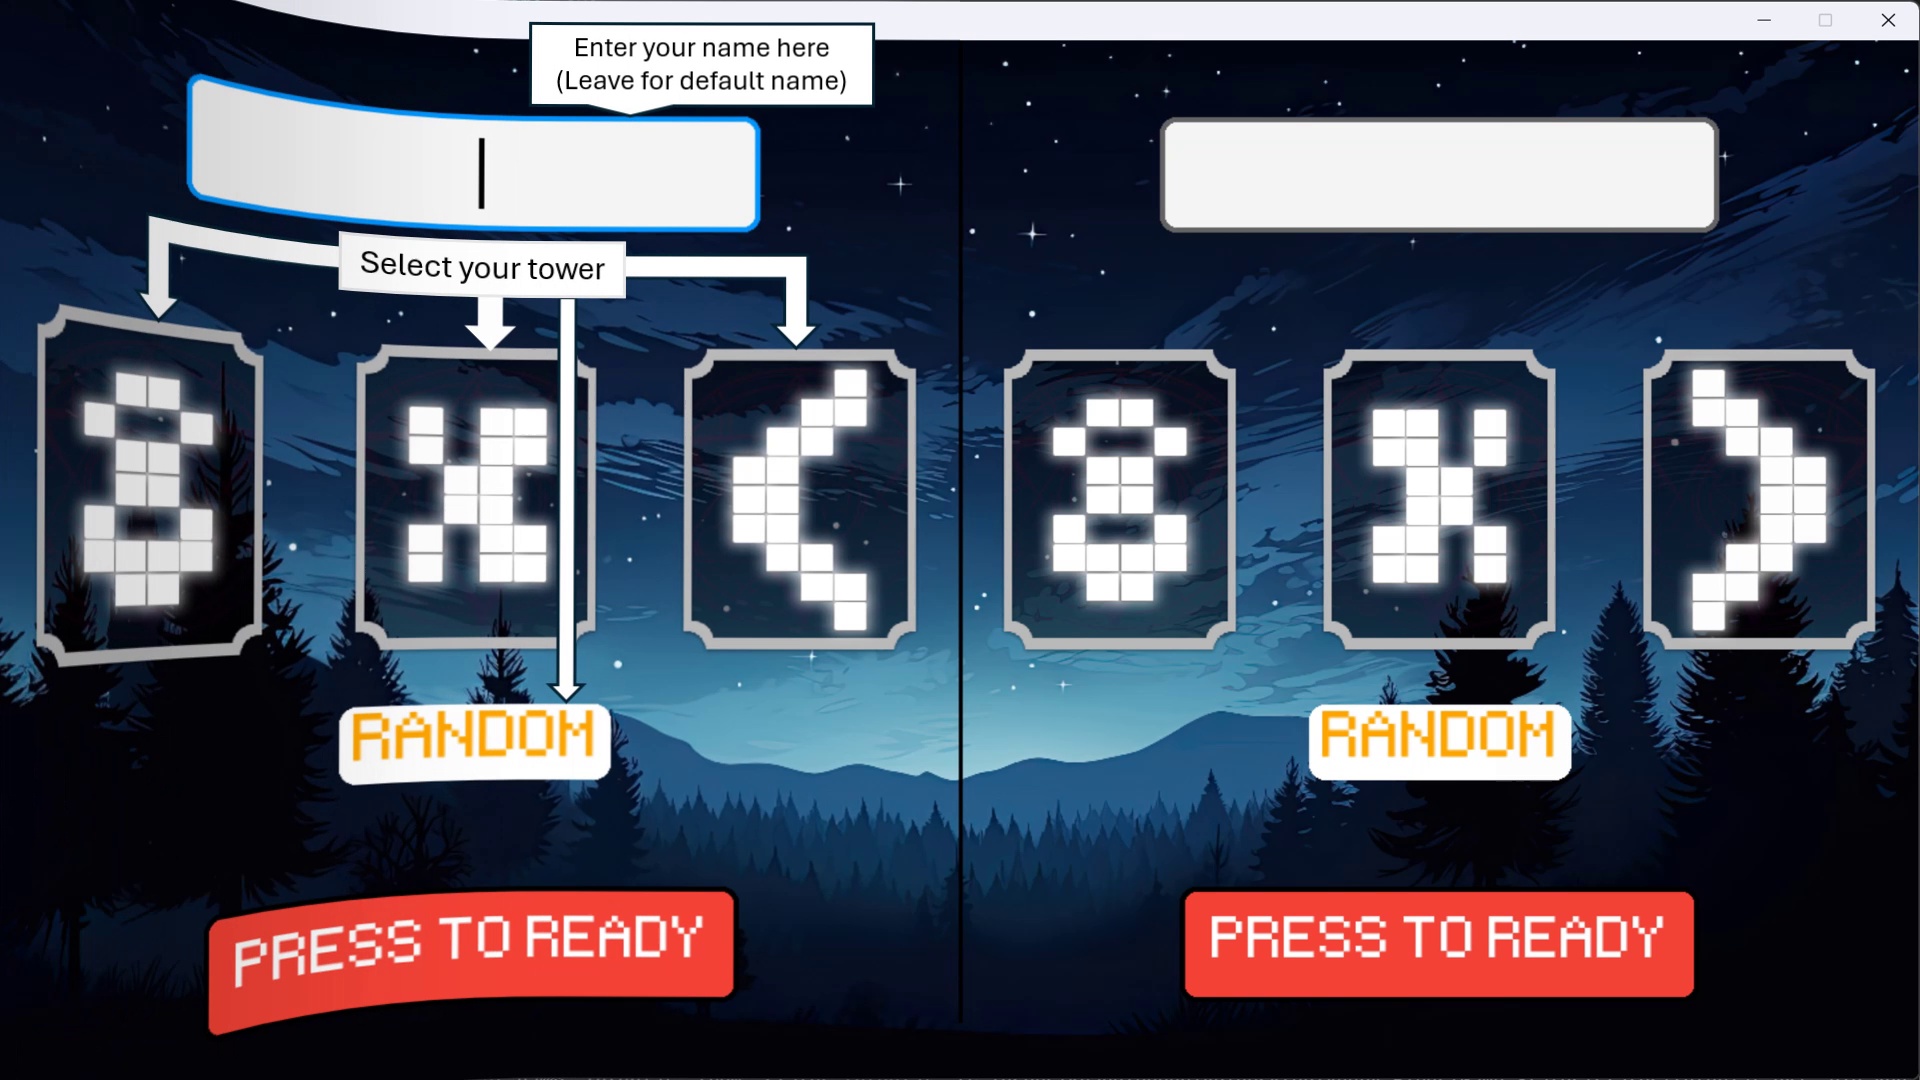 Enter your name here
(Leave for default name)
Select your tower
RANDOM
RANDOM
PRESS TO READY
PRESS TO READY